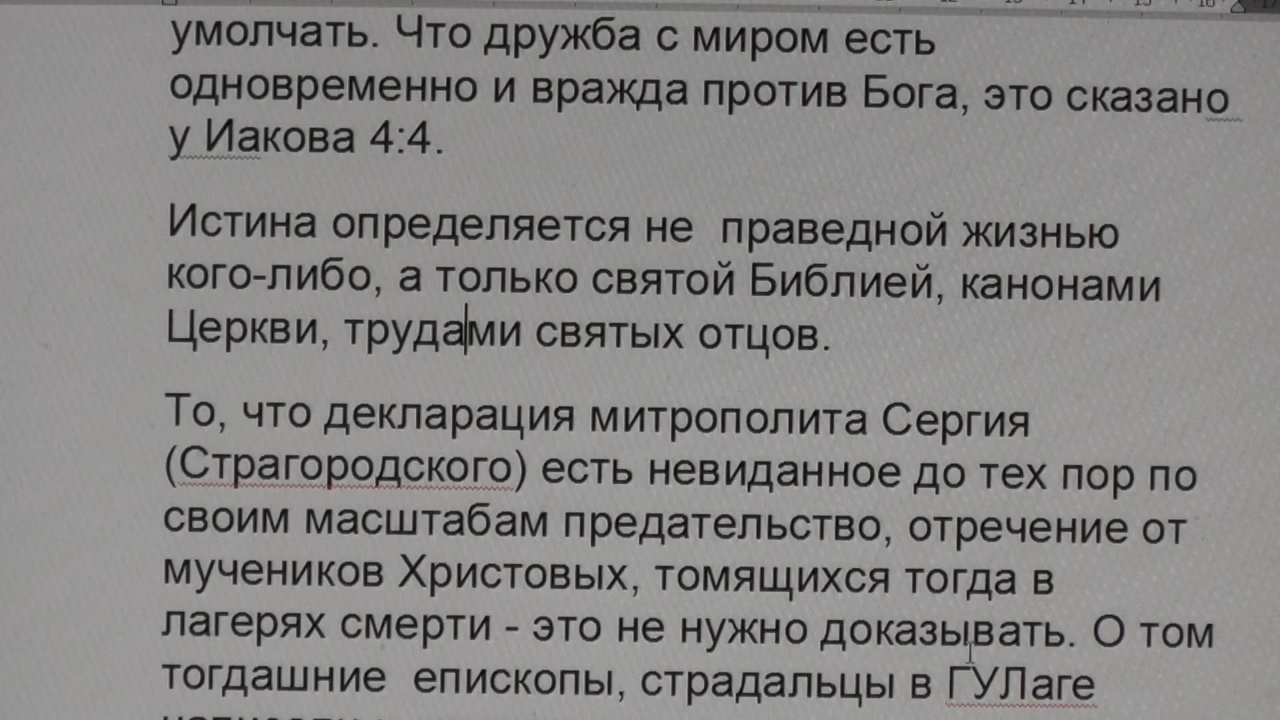 умолчать. Что дружба с миром есть
одновременно и вражда против Бога, это сказано
у Иакова 4:4.
Истина определяется не  праведной жизнью
кого-либо, а только святой Библией, канонами
Церкви, трудами святых отцов.
То, что декларация митрополита Сергия
(Страгородского) есть невиданное до тех пор по
своим масштабам предательство, отречение от
мучеников Христовых, томящихся тогда в
лагерях смерти - это не нужно доказывать. О том
тогдашние  епископы, страдальцы в ГУЛаге